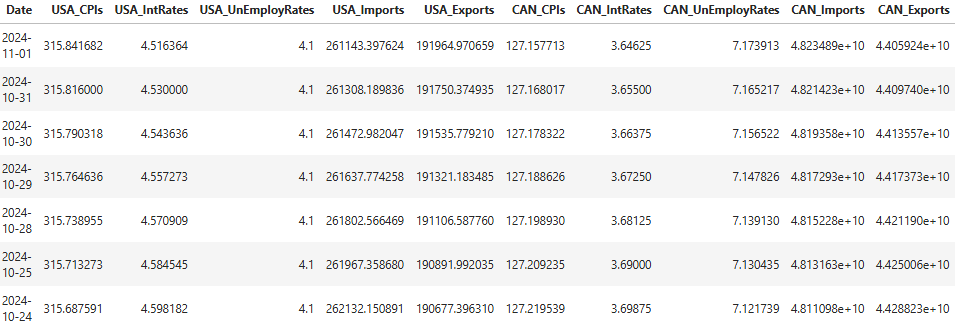 Date USA_CPIs USA_IntRates USA_UnEmployRates USA_Imports USA_Exports CAN_CPIs CAN_IntRates CAN_UnEmployRates CAN_Imports CAN_Exports
2024-11-01 315.841682 4.516364 4.1 261143.397624 191964.970659 127.157713 3.64625 7.173913 4.823489e+10 4.405924e+10
2024-10-31 315.816000 4.530000 4.1 261308.189836 191750.374935 127.168017 3.65500 7.165217 4.821423e+10 4.409740e+10
2024-10-30 315.790318 4.543636 4.1 261472.982047 191535.779210 127.178322 3.66375 7.156522 4.819358e+10 4.413557e+10
2024-10-29 315.764636 4.557273 4.1 261637.774258 191321.183485 127.188626 3.67250 7.147826 4.817293e+10 4.417373e+10
2024-10-28 315.738955 4.570909 4.1 261802.566469 191106.587760 127.198930 3.68125 7.139130 4.815228e+10 4.421190e+10
2024-10-25 315.713273 4.584545 4.1 261967.358680 190891.992035 127.209235 3.69000 7.130435 4.813163e+10 4.425006e+10
2024-10-24 315.687591 4.598182 4.1 262132.150891 190677.396310 127.219539 3.69875 7.121739 4.811098e+10 4.428823e+10